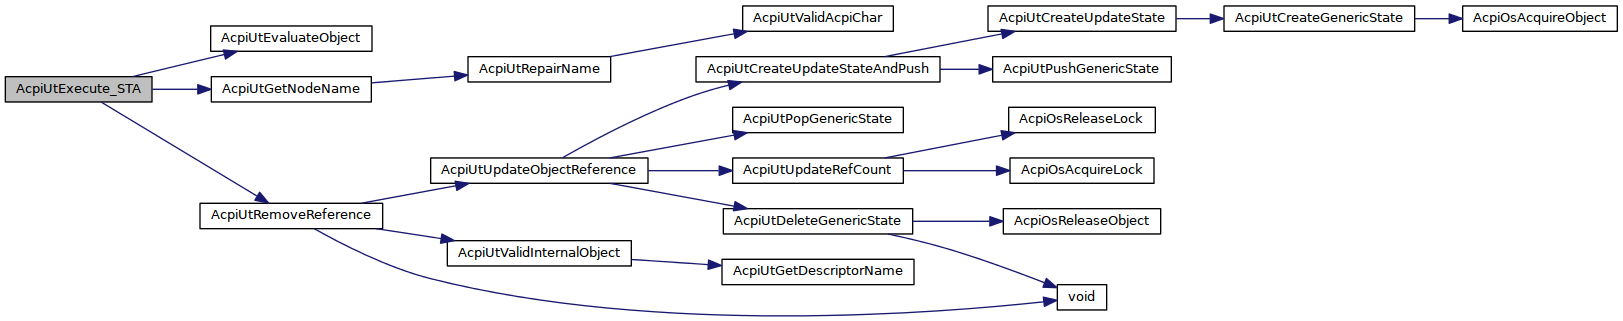 AcpiUtExecute_STA
AcpiUtEvaluateObject
AcpiUtGetNodeName
AcpiUtRemoveReference
AcpiUtRepairName
AcpiUtUpdateObjectReference
AcpiUtValidInternalObject
AcpiUtValidAcpiChar
AcpiUtCreateUpdateStateAndPush
AcpiUtPopGenericState
AcpiUtUpdateRefCount
AcpiUtDeleteGenericState
AcpiUtGetDescriptorName
AcpiUtCreateUpdateState
AcpiUtPushGenericState
AcpiOsReleaseLock
AcpiOsAcquireLock
AcpiOsReleaseObject
void
AcpiUtCreateGenericState
AcpiOsAcquireObject